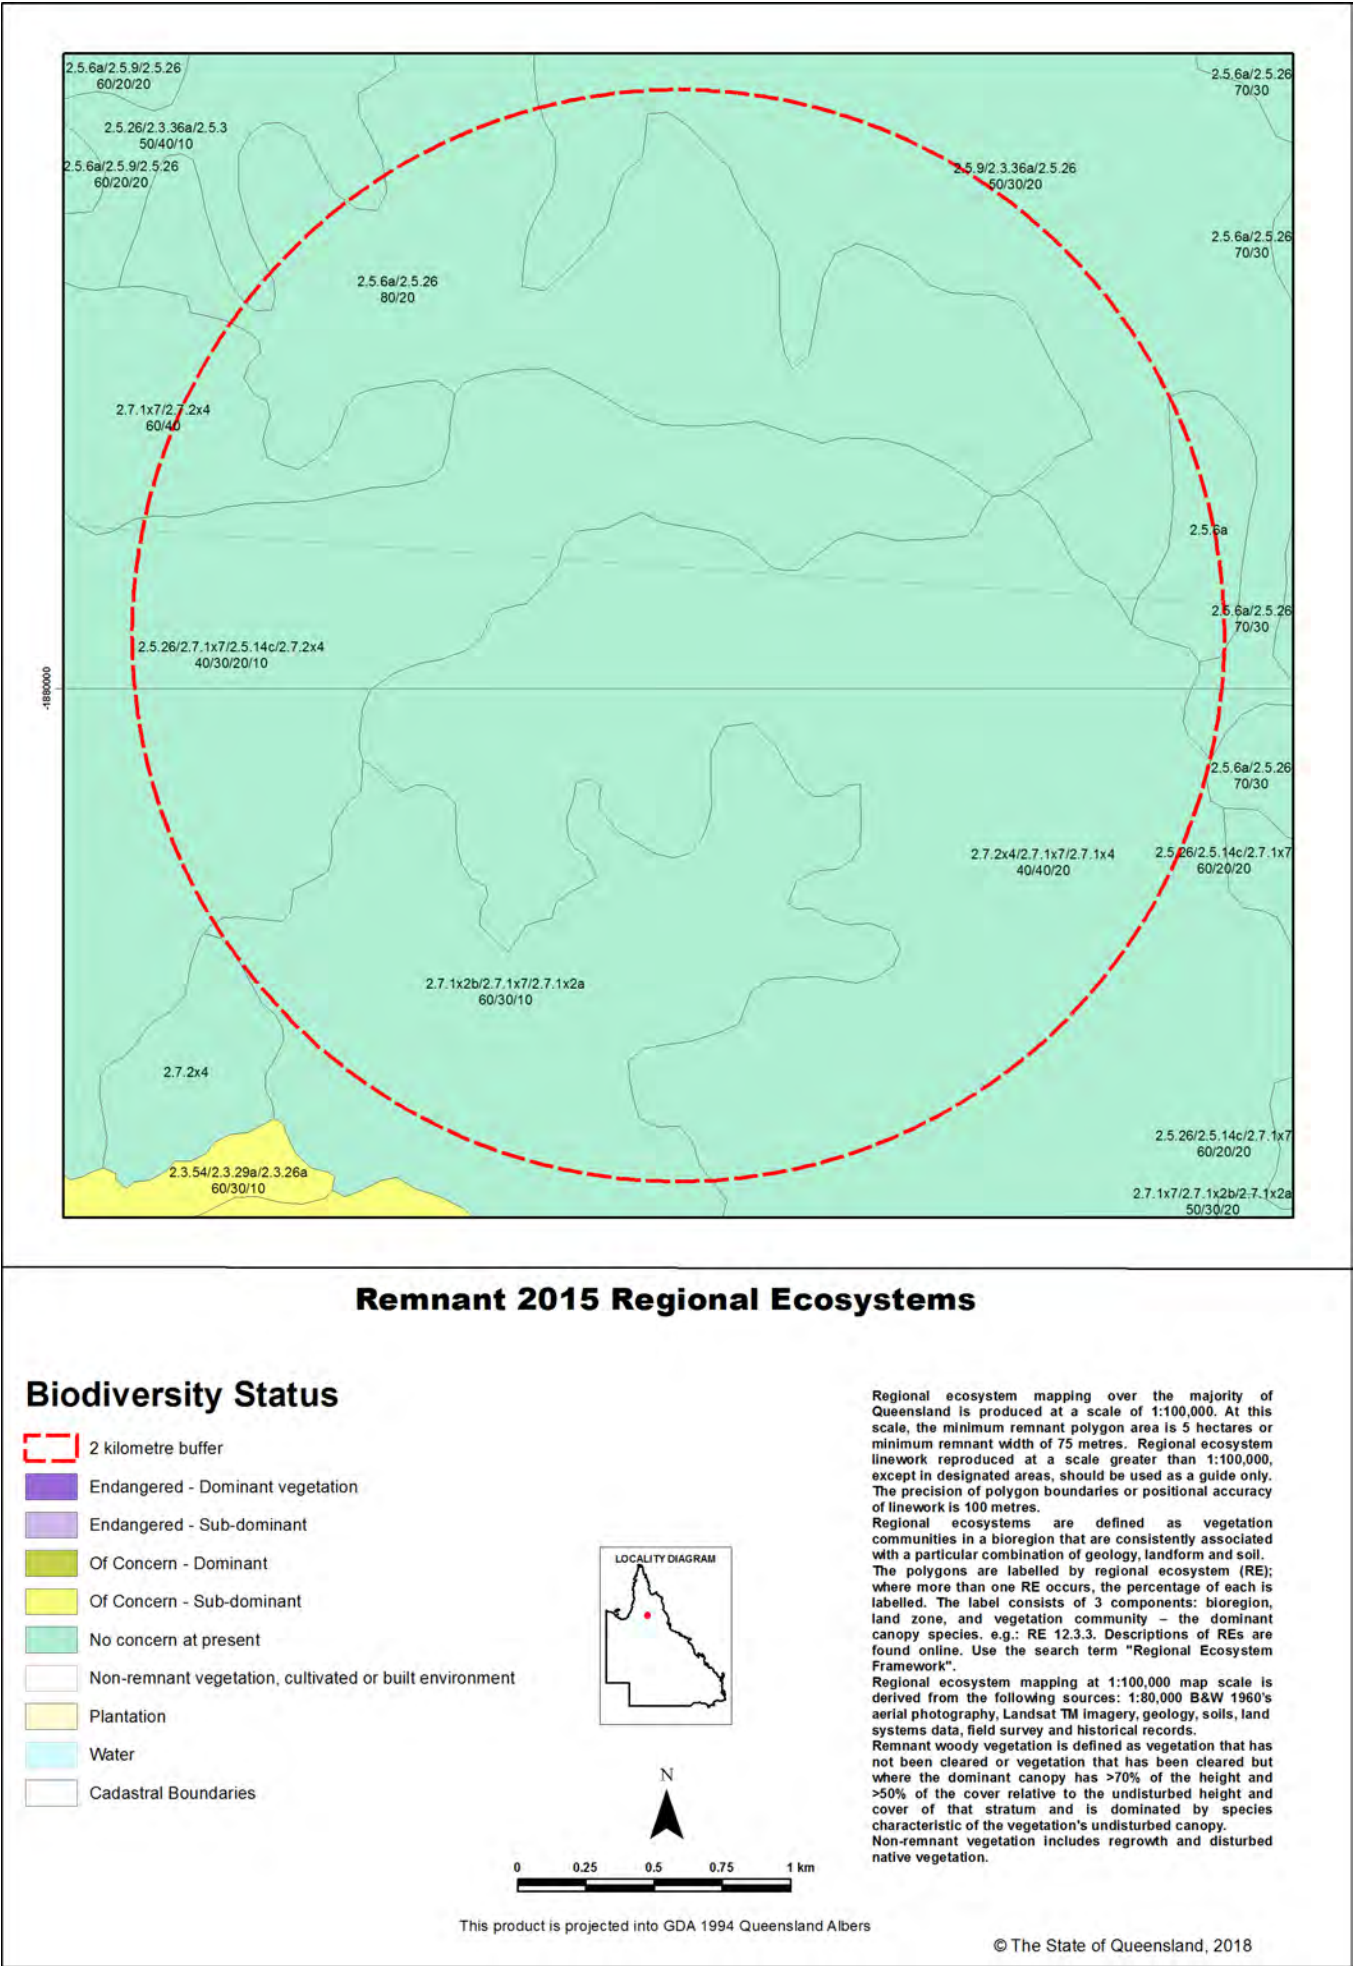 2.5.6a/2.5.9/2.5.26
60/20/20
2.5.6a/2.5.26
70/30
2.5.26/2.3.36a/2.5.3
50/40/10
2.5.6a/2.5.9/2.5.26
60/20/20
2.5.9/2.3.36a/2.5.26
50/30/20
2.5.6a/2.5.26
70/30
2.5.6a/2.5.26
80/20
2.7.1x7/2.7.2x4
60/40
2.5.6a
2.5.6a/2.5.26
70/30
2.5.26/2.7.1x7/2.5.14c/2.7.2x4
40/30/20/10
-1880000
2.5.6a/2.5.26
70/30
2.7.2x4/2.7.1x7/2.7.1x4
40/40/20
2.5.26/2.5.14c/2.7.1x7
60/20/20
2.7.1x2b/2.7.1x7/2.7.1x2a
60/30/10
2.7.2x4
2.5.26/2.5.14c/2.7.1x7
60/20/20
2.3.54/2.3.29a/2.3.26a
60/30/10
2.7.1x7/2.7.1x2b/2.7.1x2a
50/30/20
Remnant 2015 Regional Ecosystems
Biodiversity Status
2 kilometre buffer
Endangered - Dominant vegetation
Endangered - Sub-dominant
Of Concern - Dominant
Of Concern - Sub-dominant
No concern at present
Non-remnant vegetation, cultivated or built environment
Plantation
Water
Cadastral Boundaries
LOCALITY DIAGRAM
N
0 0.25 0.5 0.75 1 km
This product is projected into GDA 1994 Queensland Albers
Regional ecosystem mapping over the majority of
Queensland is produced at a scale of 1:100,000. At this
scale, the minimum remnant polygon area is 5 hectares or
minimum remnant width of 75 metres. Regional ecosystem
linework reproduced at a scale greater than 1:100,000,
except in designated areas, should be used as a guide only.
The precision of polygon boundaries or positional accuracy
of linework is 100 metres.
Regional ecosystems are defined as vegetation
communities in a bioregion that are consistently associated
with a particular combination of geology, landform and soil.
The polygons are labelled by regional ecosystem (RE);
where more than one RE occurs, the percentage of each is
labelled. The label consists of 3 components: bioregion,
land zone, and vegetation community – the dominant
canopy species. e.g.: RE 12.3.3. Descriptions of REs are
found online. Use the search term "Regional Ecosystem
Framework".
Regional ecosystem mapping at 1:100,000 map scale is
derived from the following sources: 1:80,000 B&W 1960's
aerial photography, Landsat TM imagery, geology, soils, land
systems data, field survey and historical records.
Remnant woody vegetation is defined as vegetation that has
not been cleared or vegetation that has been cleared but
where the dominant canopy has >70% of the height and
>50% of the cover relative to the undisturbed height and
cover of that stratum and is dominated by species
characteristic of the vegetation's undisturbed canopy.
Non-remnant vegetation includes regrowth and disturbed
native vegetation.
© The State of Queensland, 2018